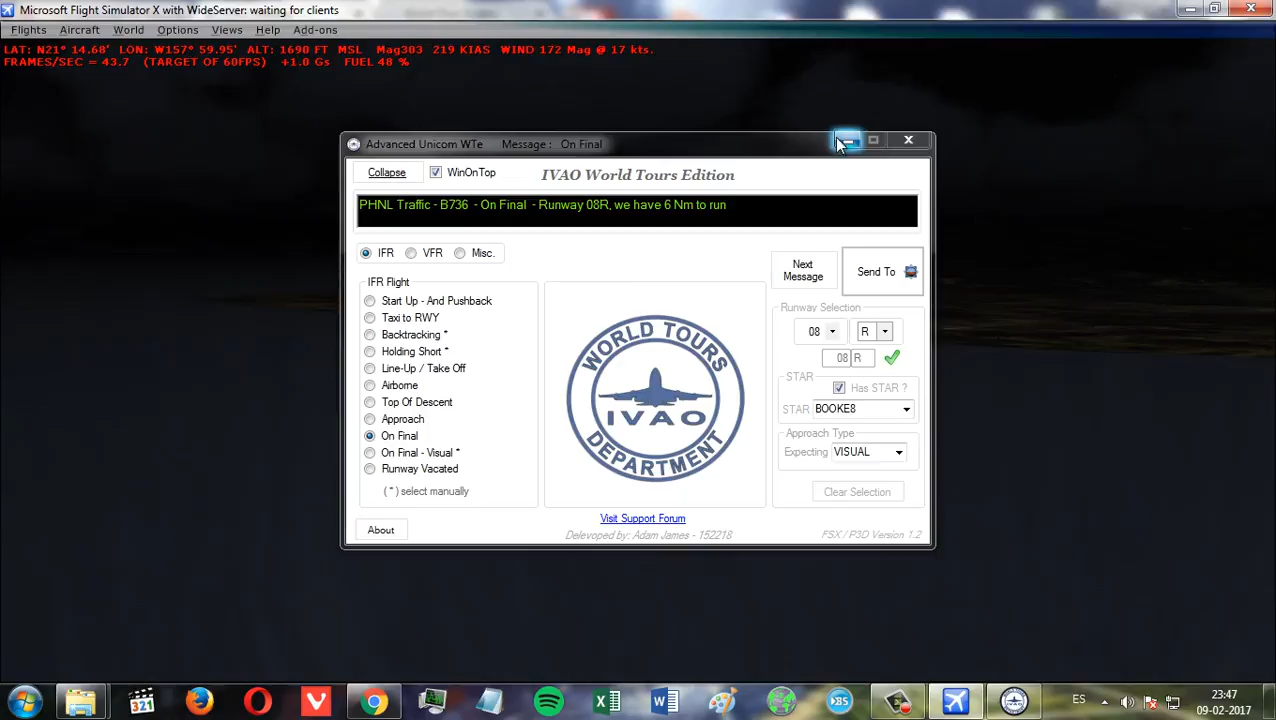 Microsoft Flight Simulator X with WideServer: waiting for clients
Flights Aircraft World Options Views Help Add-ons
LAT: N21° 14.68' LON: W157° 59.95' ALT: 1690 FT MSL Mag303 219 KIAS WIND 172 Mag @ 17 kts.
FRAMES/SEC = 43.7 (TARGET OF 60FPS) +1.0 Gs FUEL 48 %
Advanced Unicom WTe Message : On Final
Collapse WinOnTop IVAO World Tours Edition
PHNL Traffic - B736 - On Final - Runway 08R, we have 6 Nm to run
IFR VFR Misc.
Next Message
Send To
IFR Flight
Start Up - And Pushback
Taxi to RWY
Backtracking *
Holding Short *
Line-Up / Take Off
Airborne
Top Of Descent
Approach
On Final
On Final - Visual *
Runway Vacated
( * ) select manually
WORLD TOURS
IVAO
DEPARTMENT
Runway Selection
08 R
08 R
STAR
Has STAR ?
STAR BOOKE8
Approach Type
Expecting VISUAL
Clear Selection
About
Visit Support Forum
Delevoped by: Adam James - 152218
FSX / P3D Version 1.2
321
X W KBS
ES
23:47
09-02-2017